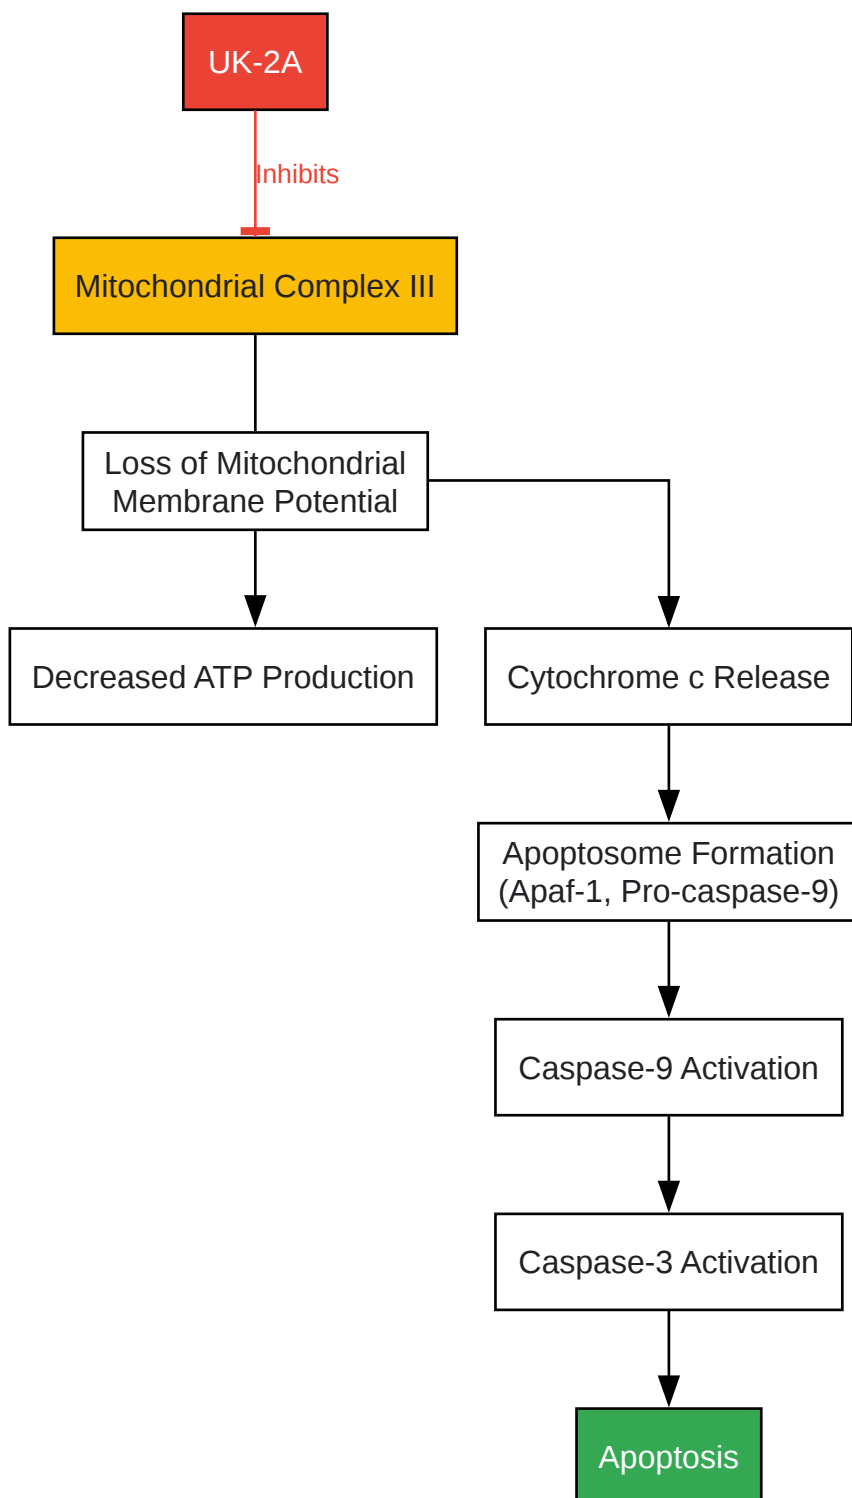 UK-2A
Inhibits
Mitochondrial Complex III
Loss of Mitochondrial
Membrane Potential
Decreased ATP Production
Cytochrome c Release
Apoptosome Formation
(Apaf-1, Pro-caspase-9)
Caspase-9 Activation
Caspase-3 Activation
Apoptosis